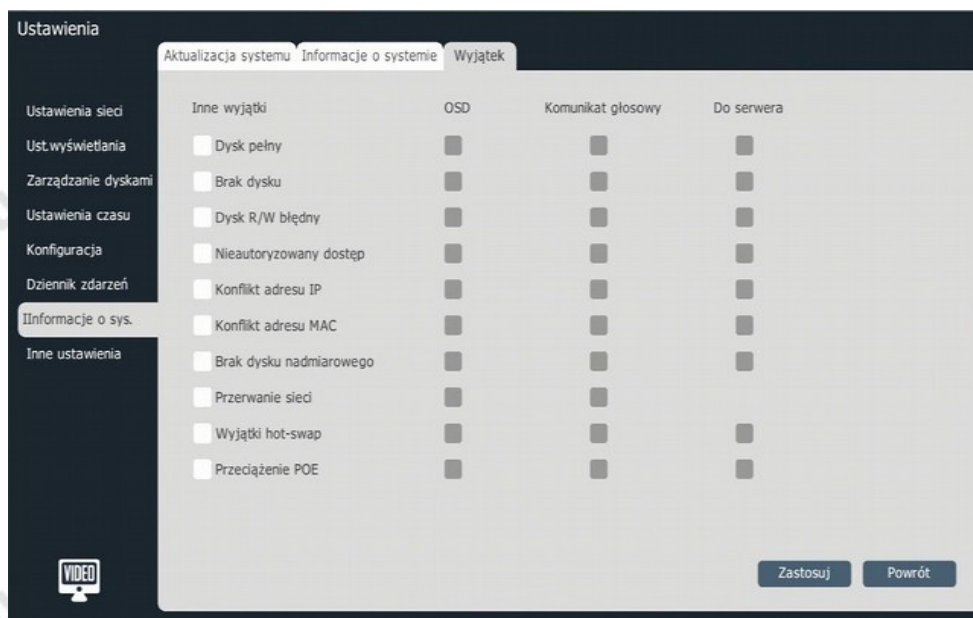 Ustawienia
Aktualizacja systemu Informacje o systemie Wyjątek
Ustawienia sieci
Ust.wyświetlania
Zarządzanie dyskami
Ustawienia czasu
Konfiguracja
Dziennik zdarzeń
IInformacje o sys.
Inne ustawienia
Inne wyjątki OSD Komunikat głosowy Do serwera
Dysk pełny
Brak dysku
Dysk R/W błędny
Nieautoryzowany dostęp
Konflikt adresu IP
Konflikt adresu MAC
Brak dysku nadmiarowego
Przerwanie sieci
Wyjątki hot-swap
Przeciążenie POE
VIDEO
Zastosuj Powrót